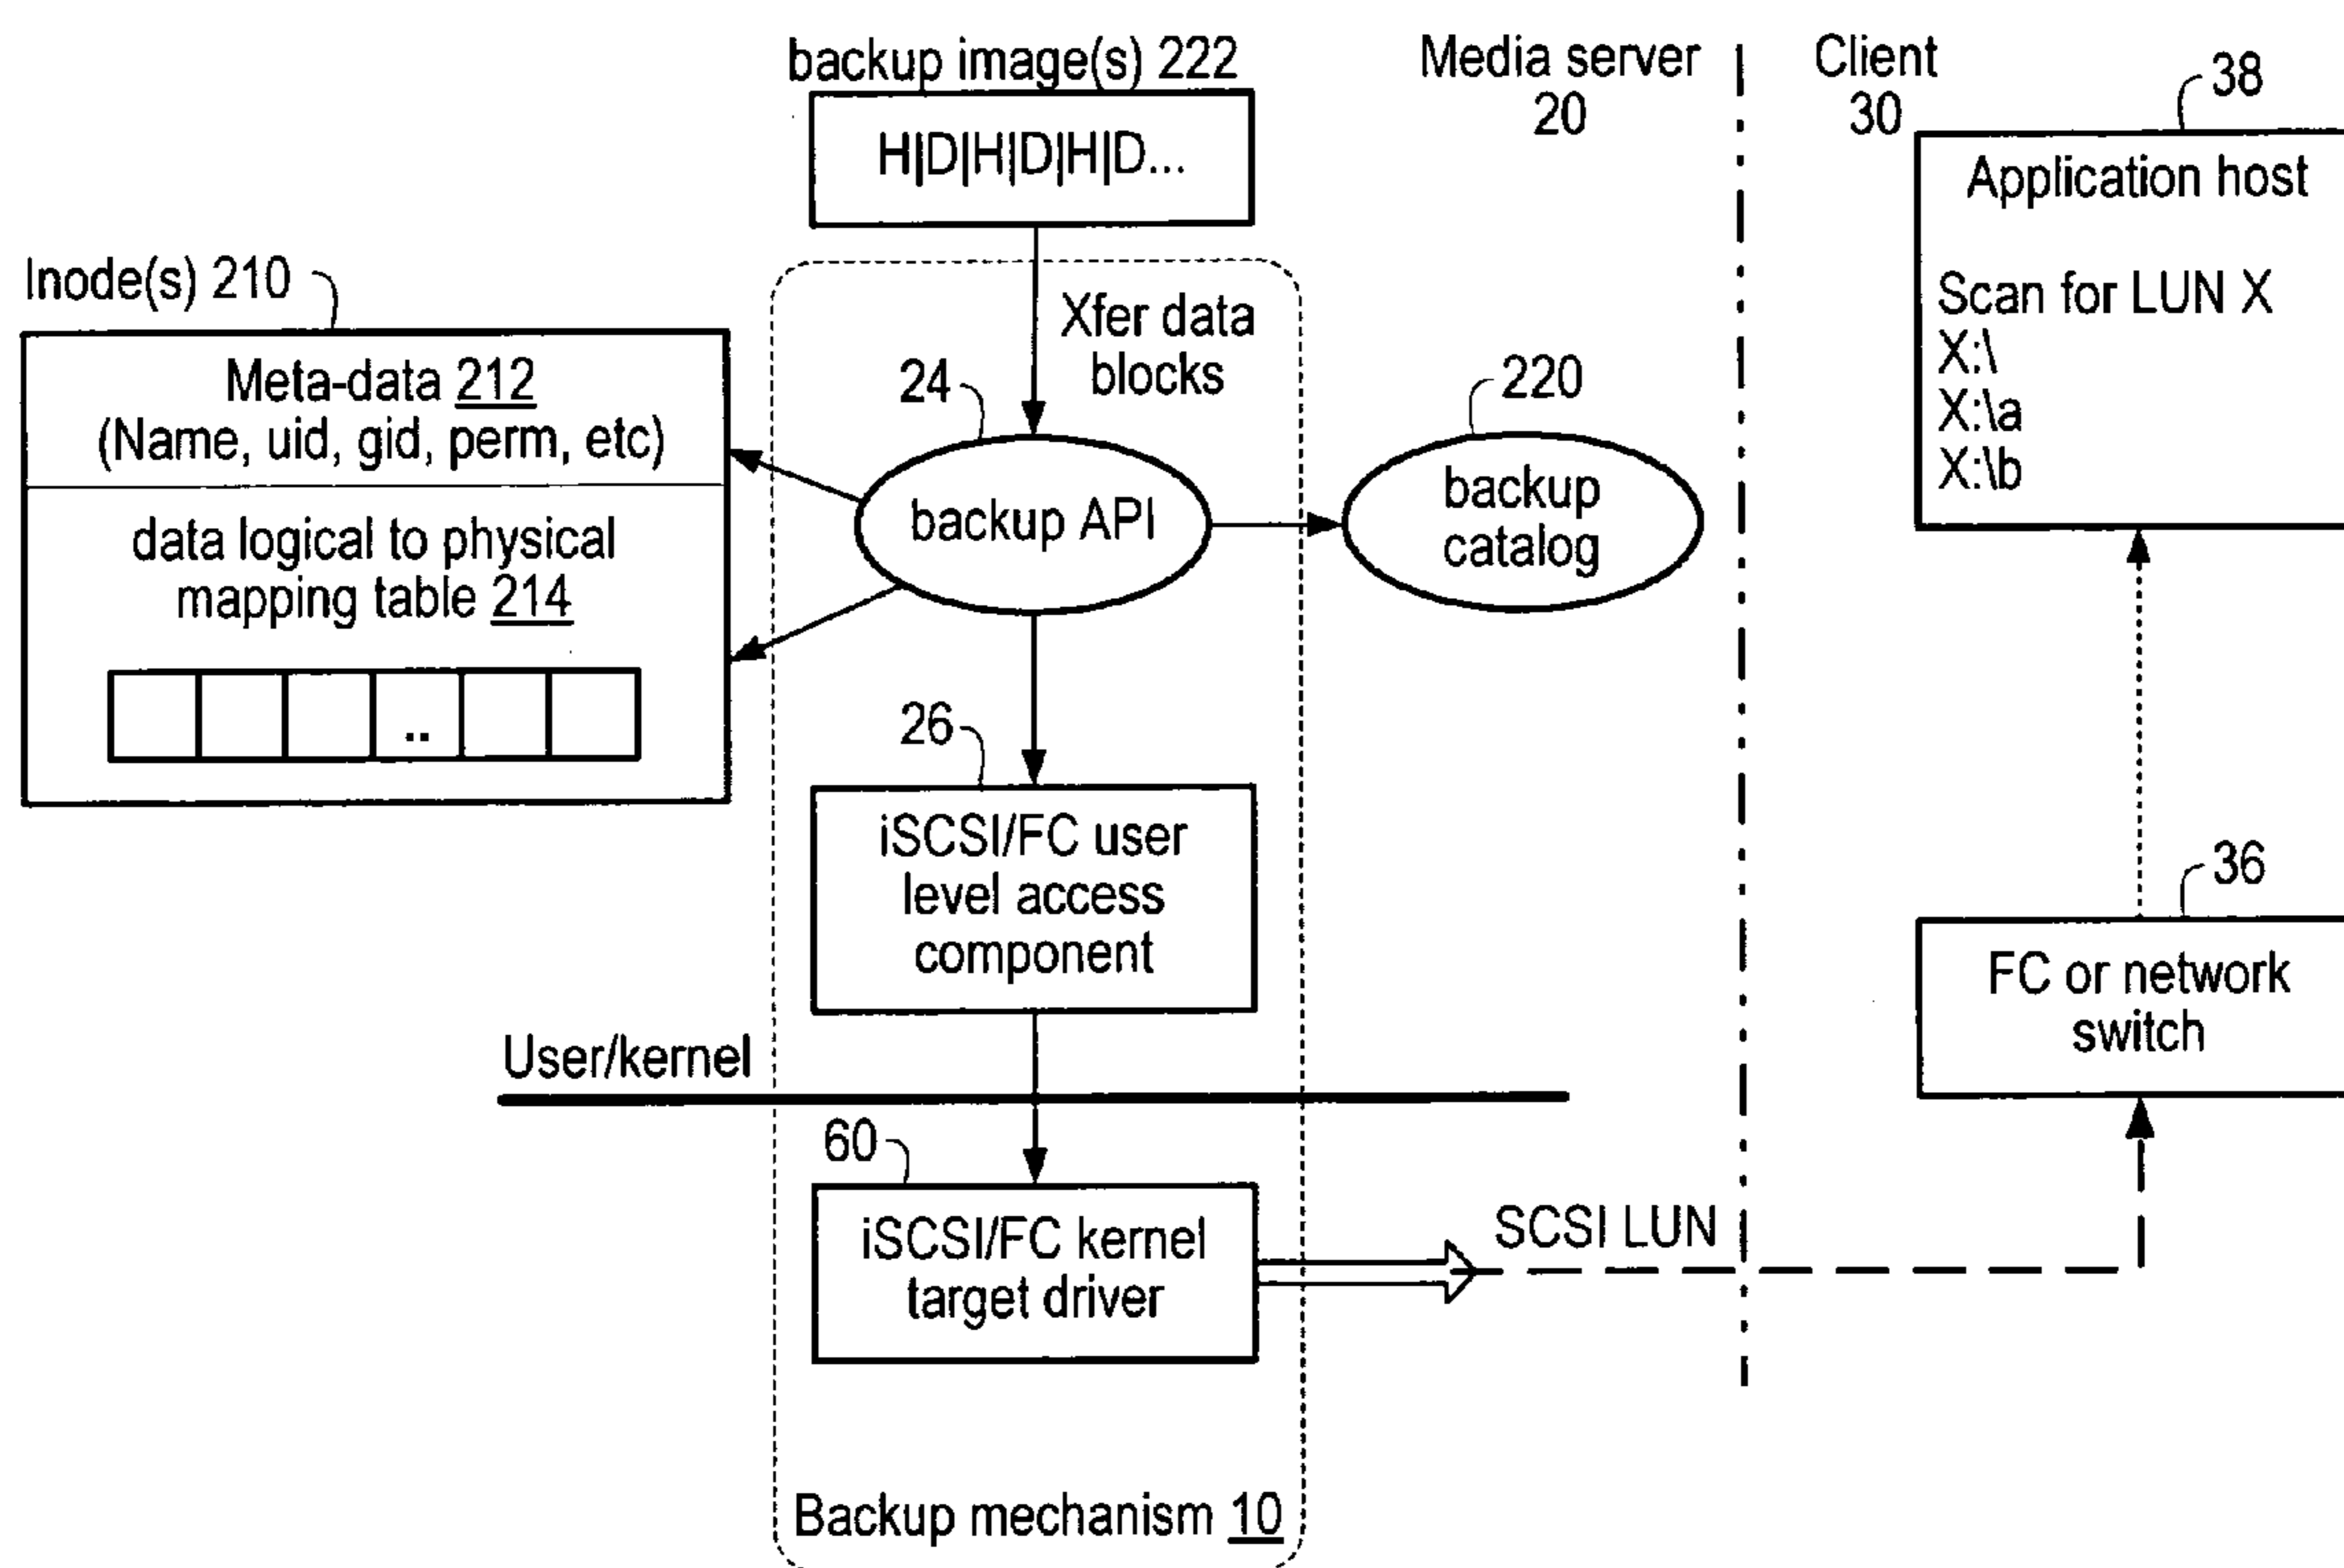 backup image(s) 222
H|D|H|D|H|D...
Media server
20
Client
30
38
Application host
Scan for LUN X
X:\
X:\a
X:\b
Inode(s) 210
Meta-data 212
(Name, uid, gid, perm, etc)
data logical to physical
mapping table 214
..
Xfer data
blocks
24
backup API
220
backup
catalog
26
iSCSI/FC user
level access
component
36
FC or network
switch
User/kernel
60
iSCSI/FC kernel
target driver
SCSI LUN
Backup mechanism 10